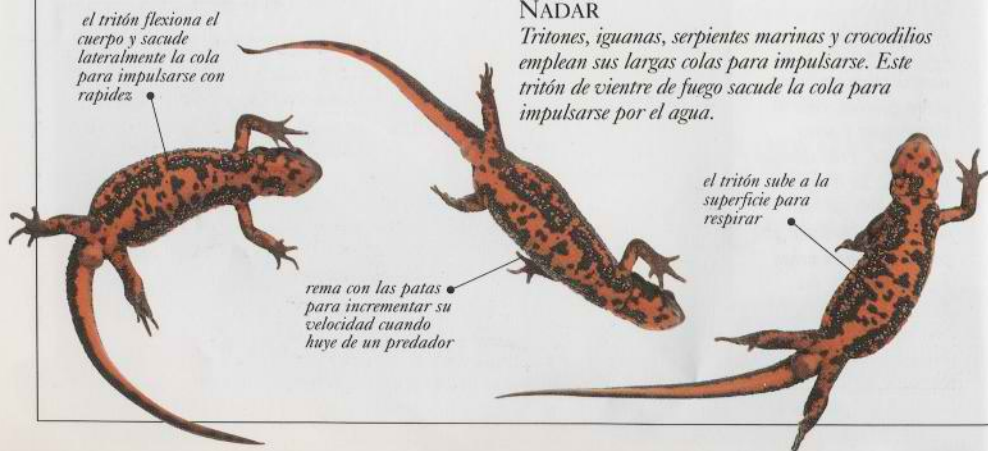 el tritón flexiona el
cuerpo y sacude
lateralmente la cola
para impulsarse con
rapidez
NADAR
Tritones, iguanas, serpientes marinas y crocodilios
emplean sus largas colas para impulsarse. Este
tritón de vientre de fuego sacude la cola para
impulsarse por el agua.
rema con las patas
para incrementar su
velocidad cuando
huye de un predador
el tritón sube a la
superficie para
respirar